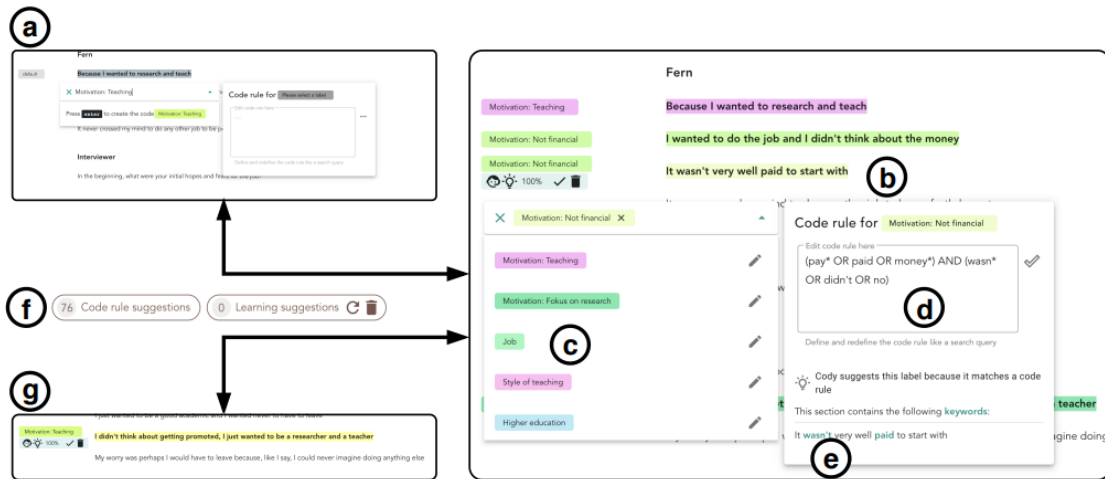 a
Fern
default
Because I wanted to research and teach
Motivation: Teaching
Press enter to create the code Motivation: Teaching
Code rule for Please select a label
Edit code rule here
...
Define and redefine the code rule like a search query
It never crossed my mind to do any other job to be
Interviewer
In the beginning, what were your initial hopes and
f
76 Code rule suggestions
0 Learning suggestions
g
Motivation: Teaching
100%
I didn't think about getting promoted, I just wanted to be a researcher and a teacher
My worry was perhaps I would have to leave because, like I say, I could never imagine doing anything else
Fern
Motivation: Teaching
Because I wanted to research and teach
Motivation: Not financial
I wanted to do the job and I didn't think about the money
Motivation: Not financial
It wasn't very well paid to start with
100%
b
Motivation: Not financial
Motivation: Teaching
Motivation: Fokus on research
Job
c
Style of teaching
Higher education
Code rule for Motivation: Not financial
Edit code rule here
(pay* OR paid OR money*) AND (wasn*
OR didn't OR no)
d
Define and redefine the code rule like a search query
Cody suggests this label because it matches a code
rule
This section contains the following keywords:
It wasn't very well paid to start with
e
a teacher
agine doing